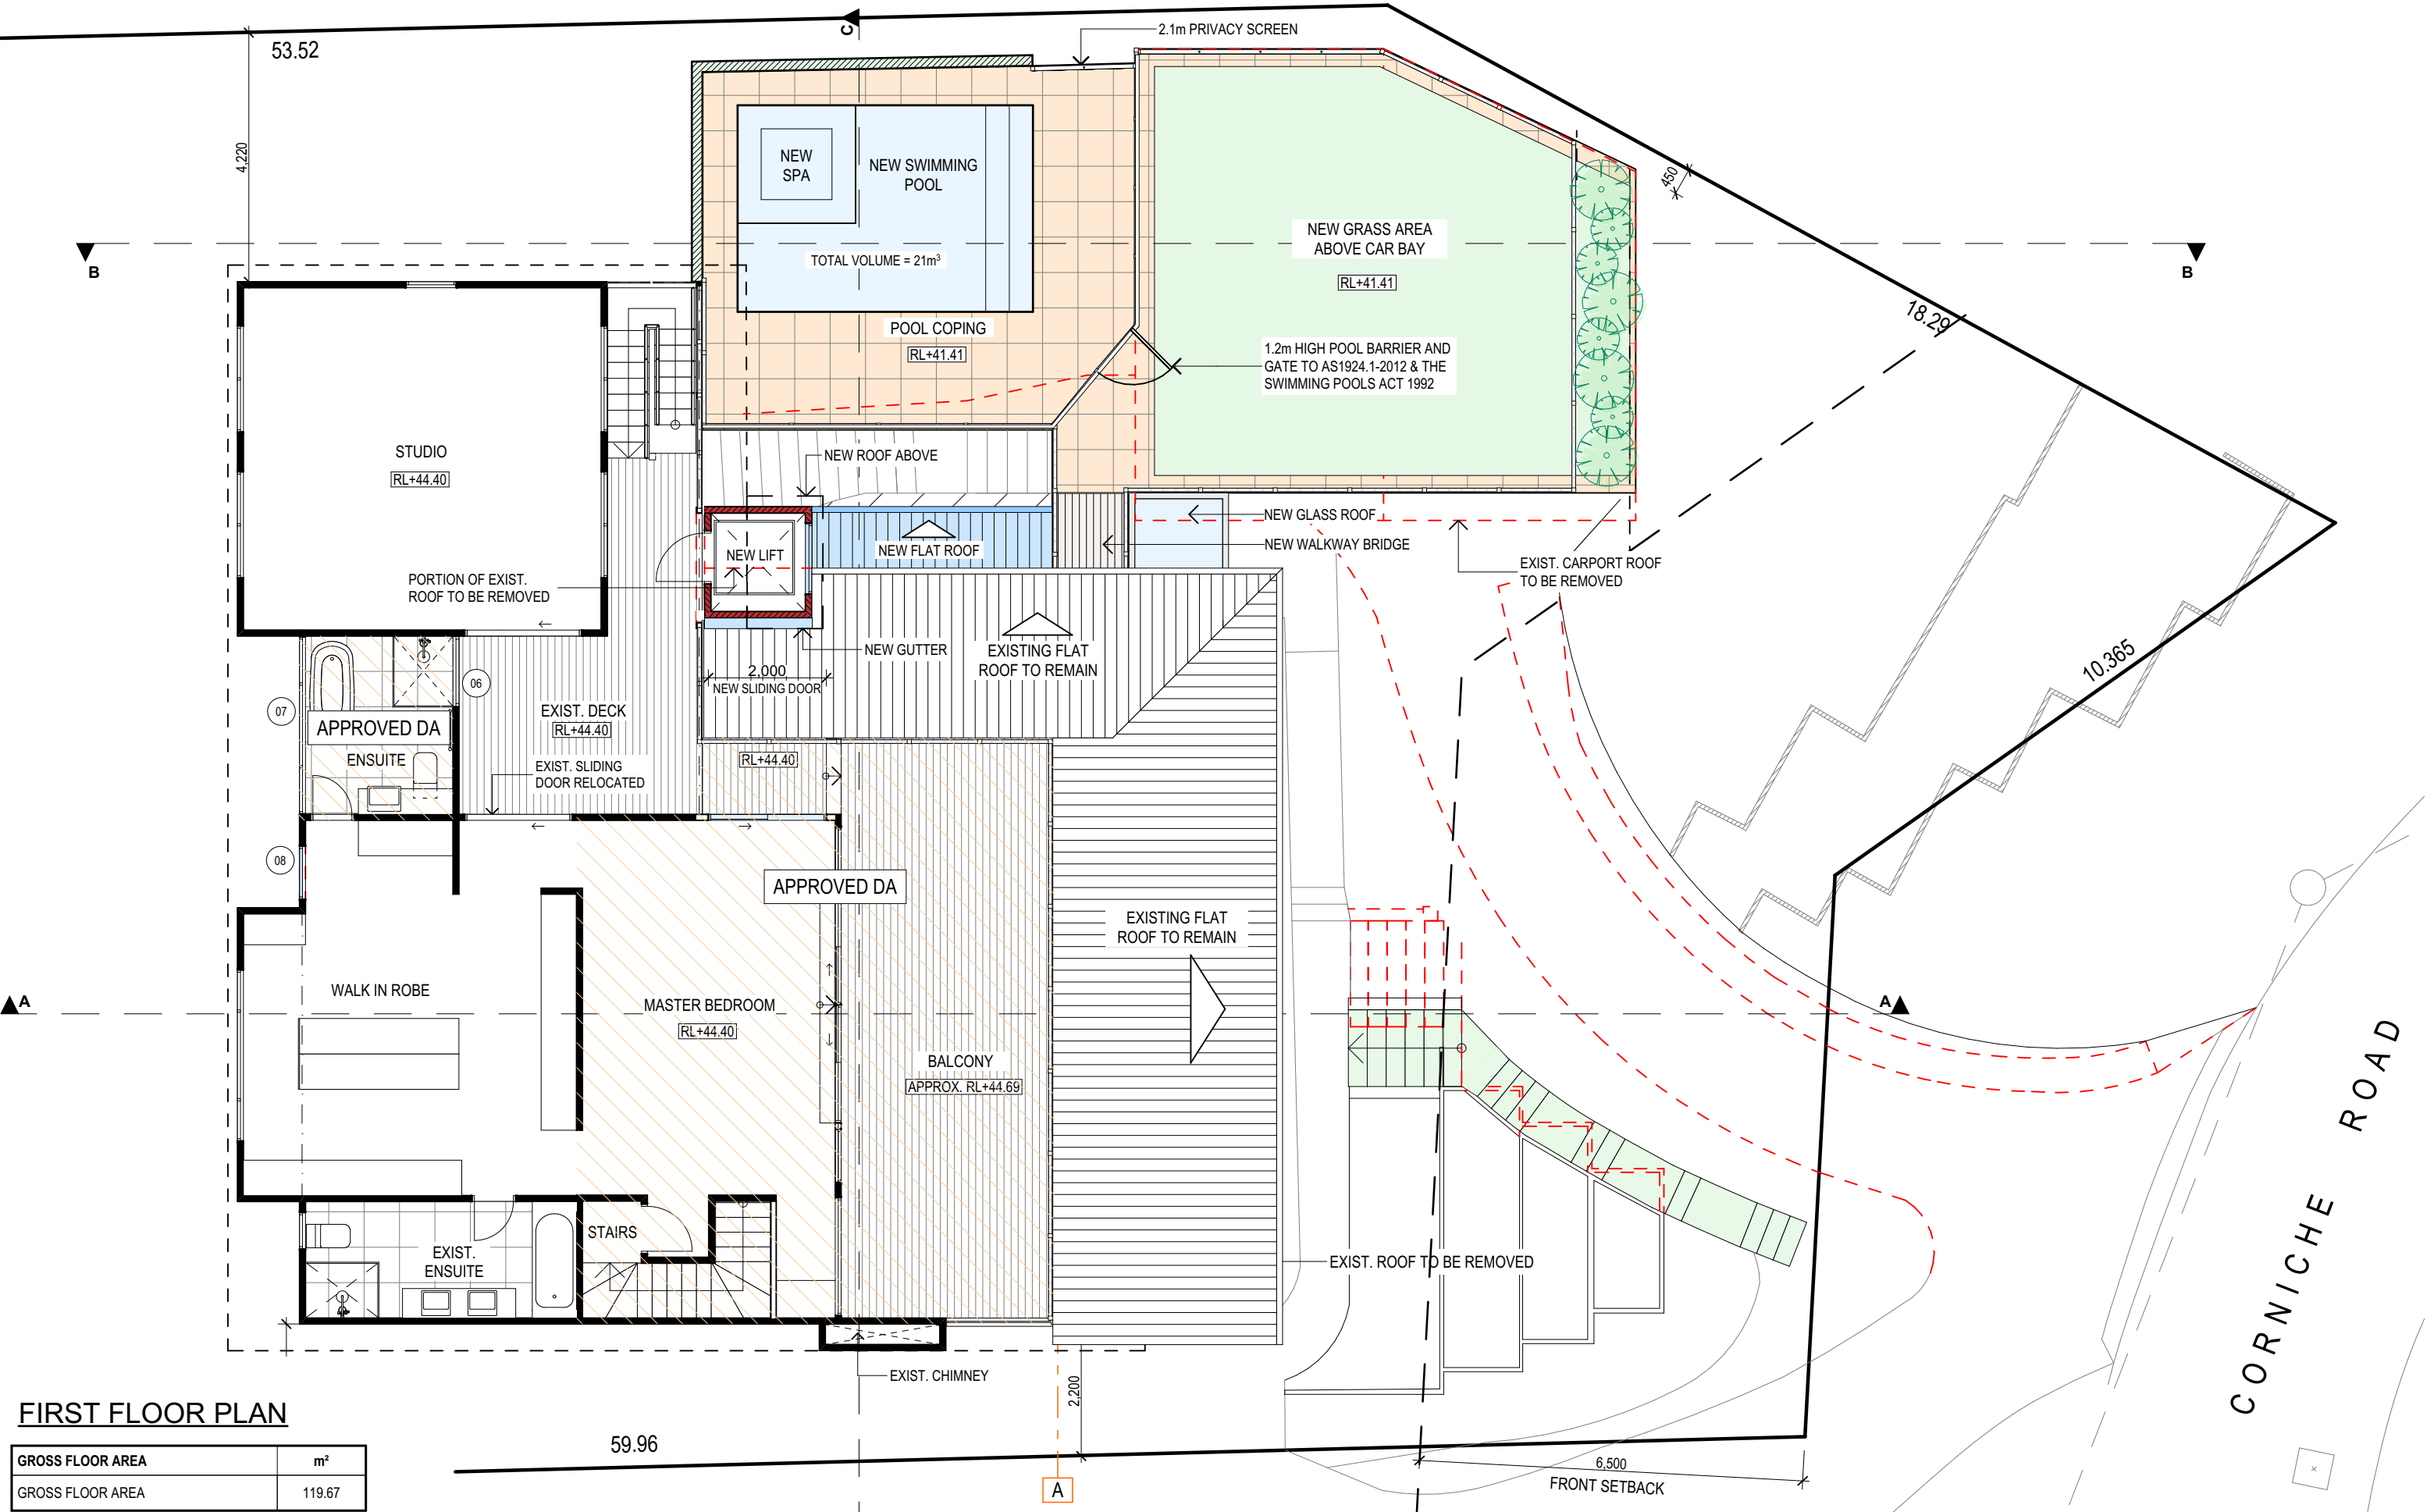 53.52
C
2.1m PRIVACY SCREEN
4,220
NEW
SPA
NEW SWIMMING
POOL
TOTAL VOLUME = 21m³
450
NEW GRASS AREA
ABOVE CAR BAY
RL+41.41
B
B
POOL COPING
RL+41.41
1.2m HIGH POOL BARRIER AND
GATE TO AS1924.1-2012 & THE
SWIMMING POOLS ACT 1992
18.29
STUDIO
RL+44.40
NEW ROOF ABOVE
NEW GLASS ROOF
NEW WALKWAY BRIDGE
NEW LIFT
NEW FLAT ROOF
EXIST. CARPORT ROOF
TO BE REMOVED
PORTION OF EXIST.
ROOF TO BE REMOVED
NEW GUTTER
EXISTING FLAT
ROOF TO REMAIN
2,000
NEW SLIDING DOOR
10.365
06
07
APPROVED DA
ENSUITE
EXIST. DECK
RL+44.40
RL+44.40
EXIST. SLIDING
DOOR RELOCATED
08
APPROVED DA
EXISTING FLAT
ROOF TO REMAIN
WALK IN ROBE
MASTER BEDROOM
RL+44.40
A
A
BALCONY
APPROX. RL+44.69
CORNICHE ROAD
STAIRS
EXIST.
ENSUITE
EXIST. ROOF TO BE REMOVED
EXIST. CHIMNEY
2,200
FIRST FLOOR PLAN
59.96
6,500
FRONT SETBACK
A
GROSS FLOOR AREA m²
GROSS FLOOR AREA 119.67